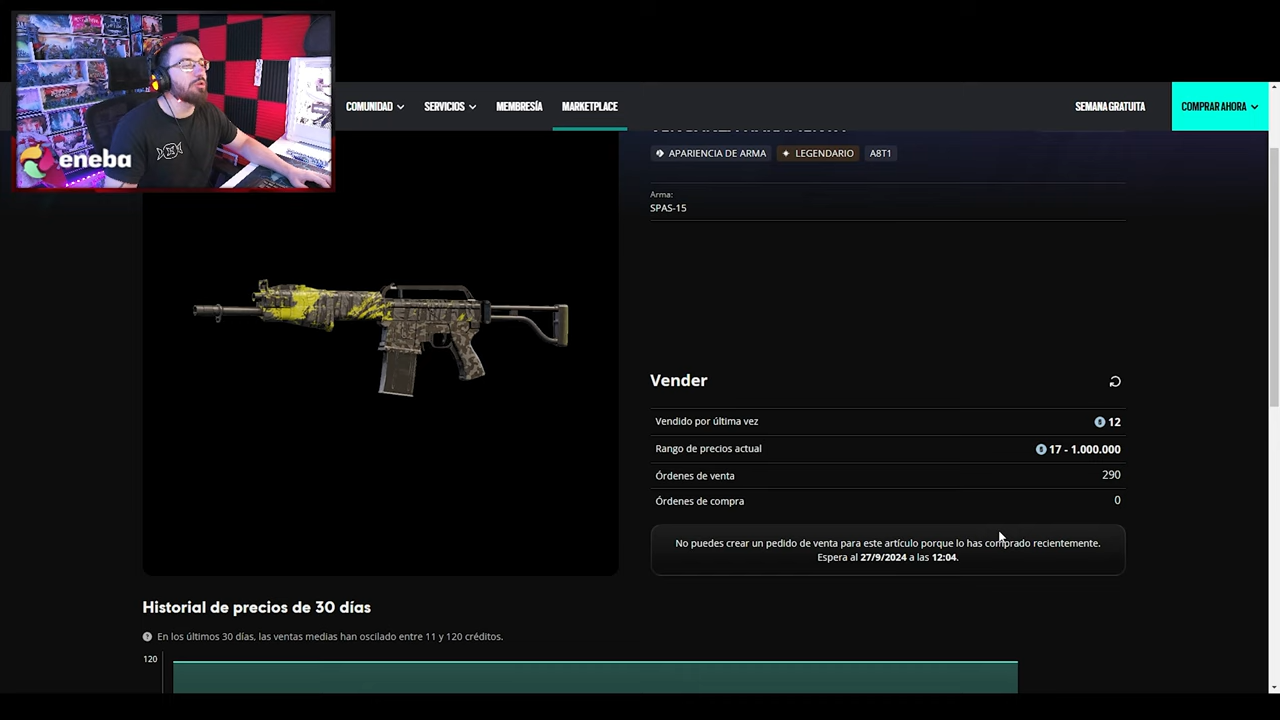 eneba
COMUNIDAD
SERVICIOS
MEMBRESÍA
MARKETPLACE
SEMANA GRATUITA
COMPRAR AHORA
APARIENCIA DE ARMA
LEGENDARIO
A8T1
Arma:
SPAS-15
Vender
Vendido por última vez
12
Rango de precios actual
17 - 1.000.000
Órdenes de venta
290
Órdenes de compra
0
No puedes crear un pedido de venta para este artículo porque lo has comprado recientemente.
Espera al 27/9/2024 a las 12:04.
Historial de precios de 30 días
En los últimos 30 días, las ventas medias han oscilado entre 11 y 120 créditos.
120